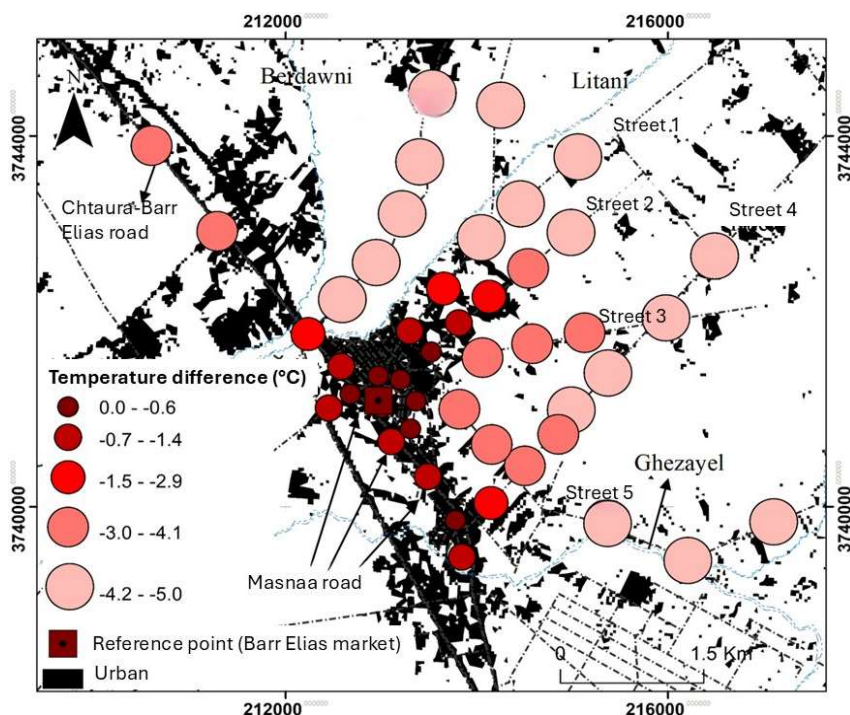 212000 216000
Berdawni
Litani
N
Street 1
3744000
3744000
Chtaura-Barr
Elias road
Street 2
Street 4
Street 3
Temperature difference (°C)
0.0 - -0.6
-0.7 - -1.4
-1.5 - -2.9
-3.0 - -4.1
-4.2 - -5.0
Ghezayel
Street 5
3740000
3740000
Masnaa road
Reference point (Barr Elias market)
Urban
0 1.5 Km
212000 216000